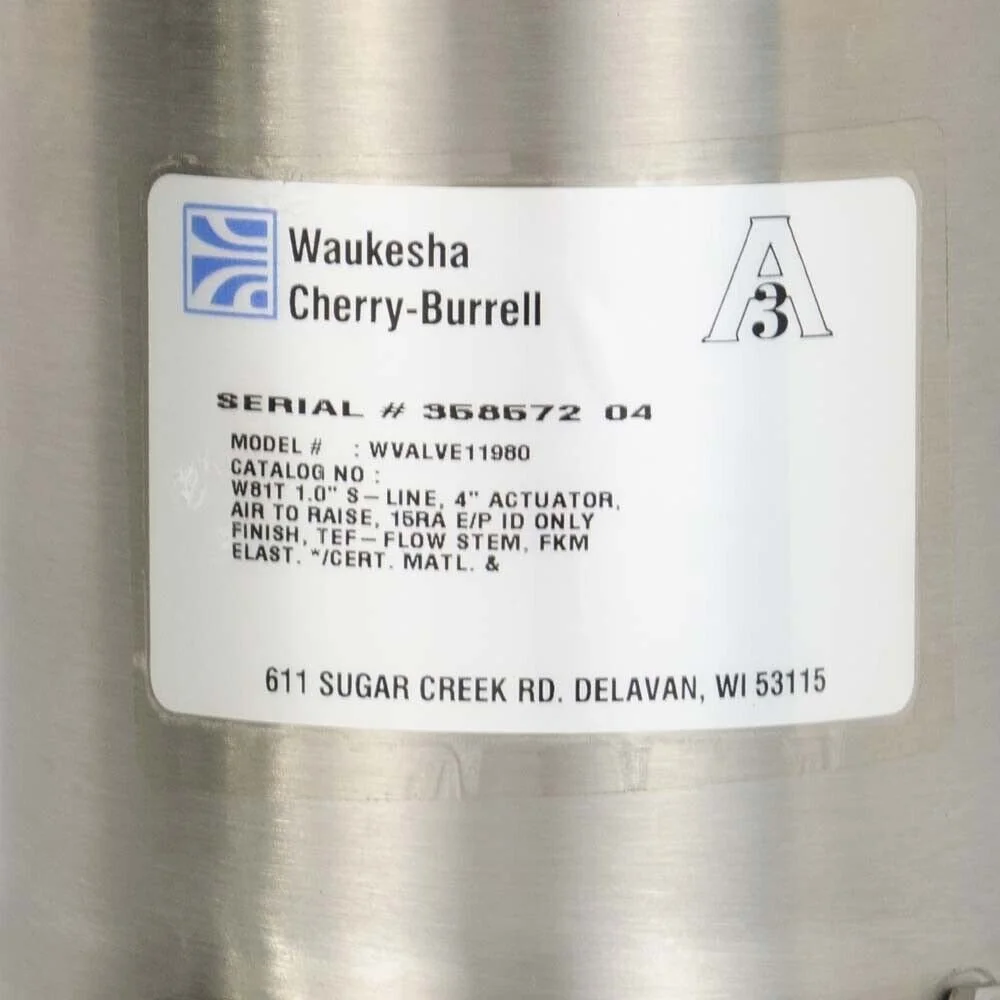 Waukesha
Cherry-Burrell
A
3
SERIAL # 368672 04
MODEL # : WVALVE11980
CATALOG NO :
W81T 1.0" S-LINE, 4" ACTUATOR,
AIR TO RAISE, 15RA E/P ID ONLY
FINISH, TEF-FLOW STEM, FKM
ELAST. */CERT. MATL. &
611 SUGAR CREEK RD. DELAVAN, WI 53115